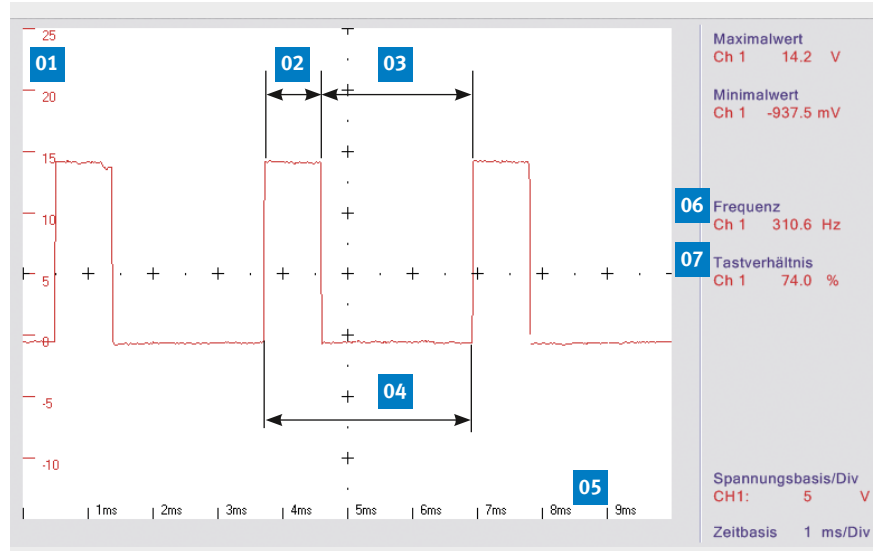 25
01
02
03
20
15
10
5
-0
-5
04
-10
05
1ms 2ms 3ms 4ms 5ms 6ms 7ms 8ms 9ms
Maximalwert
Ch 1 14.2 V
Minimalwert
Ch 1 -937.5 mV
06 Frequenz
Ch 1 310.6 Hz
07 Tastverhältnis
Ch 1 74.0 %
Spannungsbasis/Div
CH1: 5 V
Zeitbasis 1 ms/Div